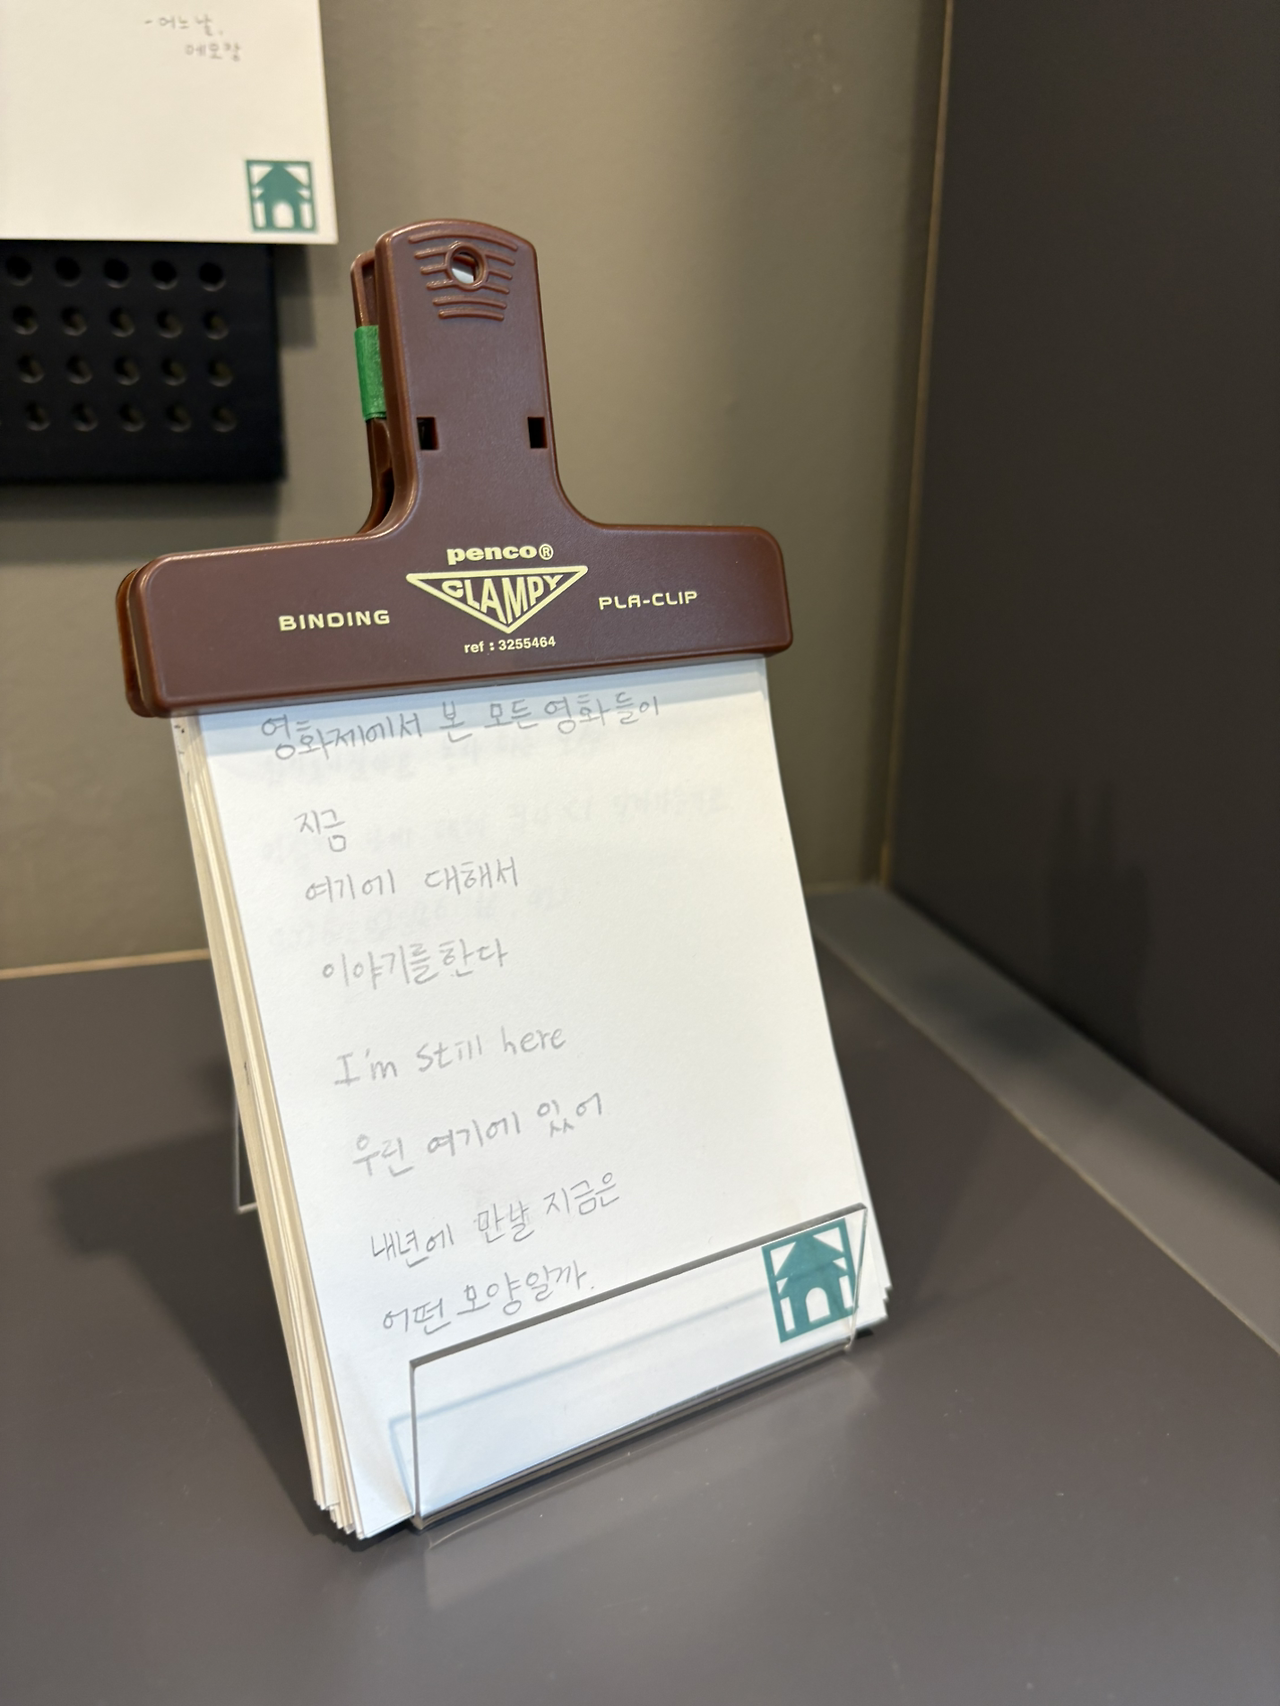 -어느 날,
메모장
penco®
CLAMPY
BINDING
PLA-CLIP
ref : 3255464
영화제에서 본 모든 영화들이
지금
여기에 대해서
이야기를 한다
I'm still here
우린 여기에 있어
내년에 만날 지금은
어떤 모양일까.